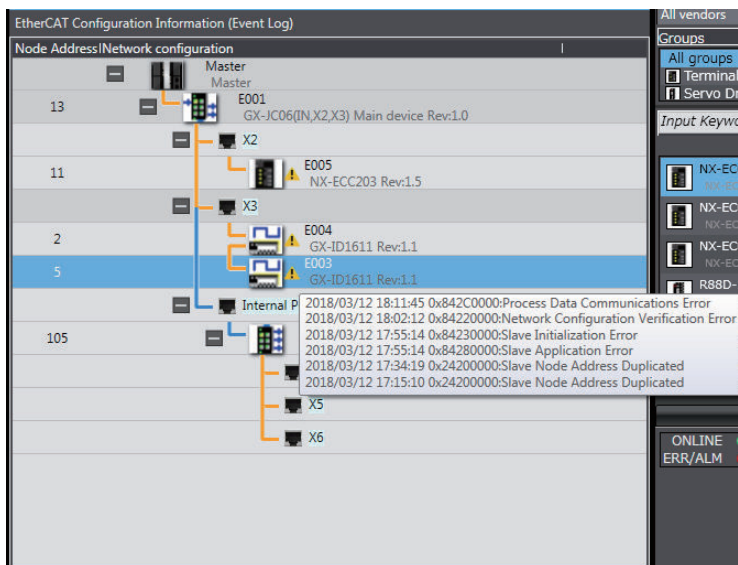 EtherCAT Configuration Information (Event Log)
Node Address|Network configuration
Master
Master
13
E001
GX-JC06(IN,X2,X3) Main device Rev:1.0
X2
11
E005
NX-ECC203 Rev:1.5
X3
2
E004
GX-ID1611 Rev:1.1
5
E003
GX-ID1611 Rev:1.1
Internal P
105
X5
X6
2018/03/12 18:11:45 0x842C0000:Process Data Communications Error
2018/03/12 18:02:12 0x84220000:Network Configuration Verification Error
2018/03/12 17:55:14 0x84230000:Slave Initialization Error
2018/03/12 17:55:14 0x84280000:Slave Application Error
2018/03/12 17:34:19 0x24200000:Slave Node Address Duplicated
2018/03/12 17:15:10 0x24200000:Slave Node Address Duplicated
All vendors
Groups
All groups
Terminal
Servo Dr
Input Keywo
NX-EC
NX-EC
NX-EC
NX-EC
NX-EC
R88D-
ONLINE
ERR/ALM